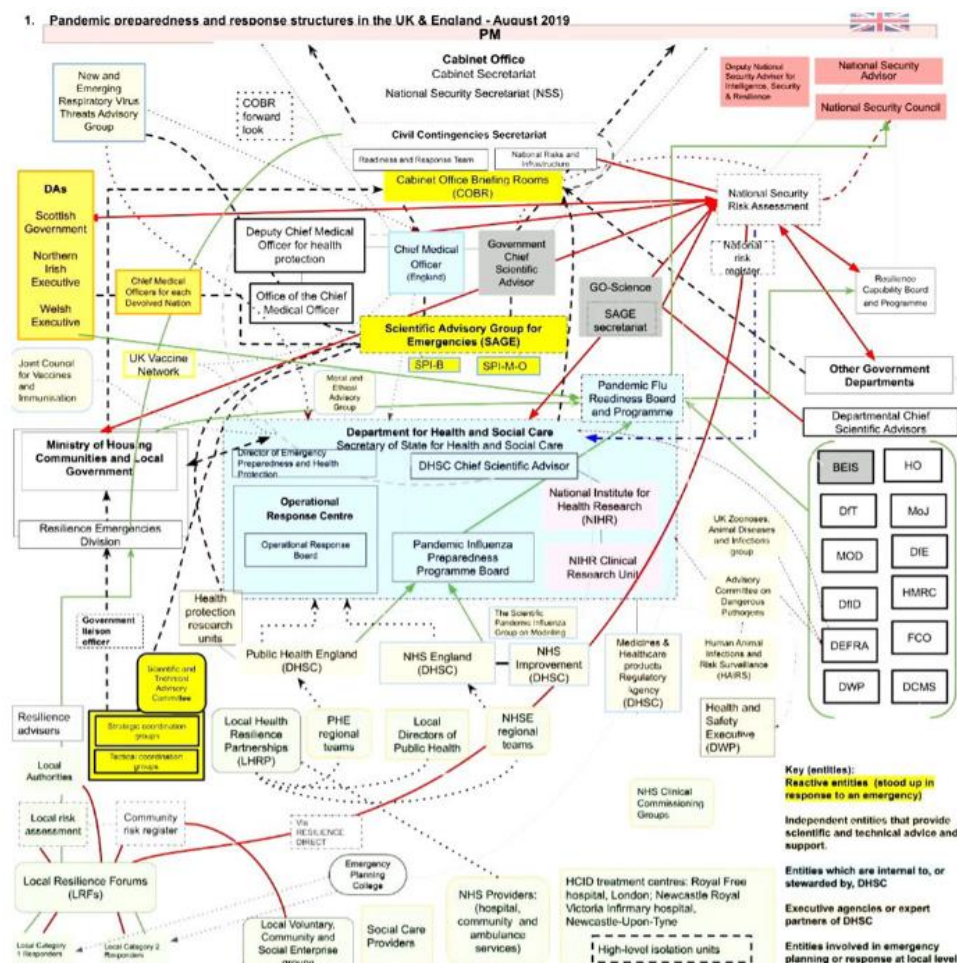 1. Pandemic preparedness and response structures in the UK & England - August 2019
PM
Cabinet Office
Cabinet Secretariat
National Security Secretariat (NSS)
New and
Emerging
Respiratory Virus
Threats Advisory
Group
COBR
forward
look
Deputy National
Security Adviser for
Intelligence, Security
& Resilience
National Security
Advisor
National Security Council
Civil Contingencies Secretariat
Readiness and Response Team
National Risks and
Infrastructure
Cabinet Office Briefing Rooms
(COBR)
DAs
Scottish
Government
Northern
Irish
Executive
Welsh
Executive
National Security
Risk Assessment
National
risk
register
Deputy Chief Medical
Officer for health
protection
Chief Medical
Officer
(England)
Government
Chief
Scientific
Advisor
Office of the Chief
Medical Officer
Chief Medical
Officers for each
Devolved Nation
GO-Science
SAGE
secretariat
Resilience
Capability Board
and Programme
Scientific Advisory Group for
Emergencies (SAGE)
SPI-B
SPI-M-O
Joint Council
for Vaccines
and
Immunisation
UK Vaccine
Network
Moral and
Ethical
Advisory
Group
Pandemic Flu
Readiness Board
and Programme
Other Government
Departments
Departmental Chief
Scientific Advisors
Ministry of Housing
Communities and Local
Government
Department for Health and Social Care
Secretary of State for Health and Social Care
Director of Emergency
Preparedness and Health
Protection
DHSC Chief Scientific Advisor
Operational
Response Centre
Operational Response
Board
National Institute for
Health Research
(NIHR)
Pandemic Influenza
Preparedness
Programme Board
NIHR Clinical
Research Unit
BEIS
HO
DfT
MoJ
MOD
DfE
DfID
HMRC
DEFRA
FCO
DWP
DCMS
UK Zoonoses,
Animal Diseases
and Infections
group
Advisory
Committee on
Dangerous
Pathogens
Human Animal
Infections and
Risk Surveillance
(HAIRS)
Health and
Safety
Executive
(DWP)
Resilience Emergencies
Division
Government
liaison
officer
Health
protection
research
units
Public Health England
(DHSC)
NHS England
(DHSC)
The Scientific
Pandemic Influenza
Group on Modelling
NHS
Improvement
(DHSC)
Medicines &
Healthcare
products
Regulatory
Agency
(DHSC)
Scientific and
Technical
Advisory
Committee
Strategic coordination
groups
Tactical coordination
groups
Resilience
advisers
Local
Authorities
Local Health
Resilience
Partnerships
(LHRP)
PHE
regional
teams
Local
Directors of
Public Health
NHSE
regional
teams
NHS Clinical
Commissioning
Groups
Local risk
assessment
Community
risk register
Via
RESILIENCE
DIRECT
Emergency
Planning
College
Local Resilience Forums
(LRFs)
Local Category
1 Responders
Local Category 2
Responders
Local Voluntary,
Community and
Social Enterprise
Social Care
Providers
NHS Providers:
(hospital,
community and
ambulance
services)
HCID treatment centres: Royal Free
hospital, London; Newcastle Royal
Victoria Infirmary hospital,
Newcastle-Upon-Tyne
High-level isolation units
Key (entities):
Reactive entities (stood up in
response to an emergency)
Independent entities that provide
scientific and technical advice and
support.
Entities which are internal to, or
stewarded by, DHSC
Executive agencies or expert
partners of DHSC
Entities involved in emergency
planning or response at local level